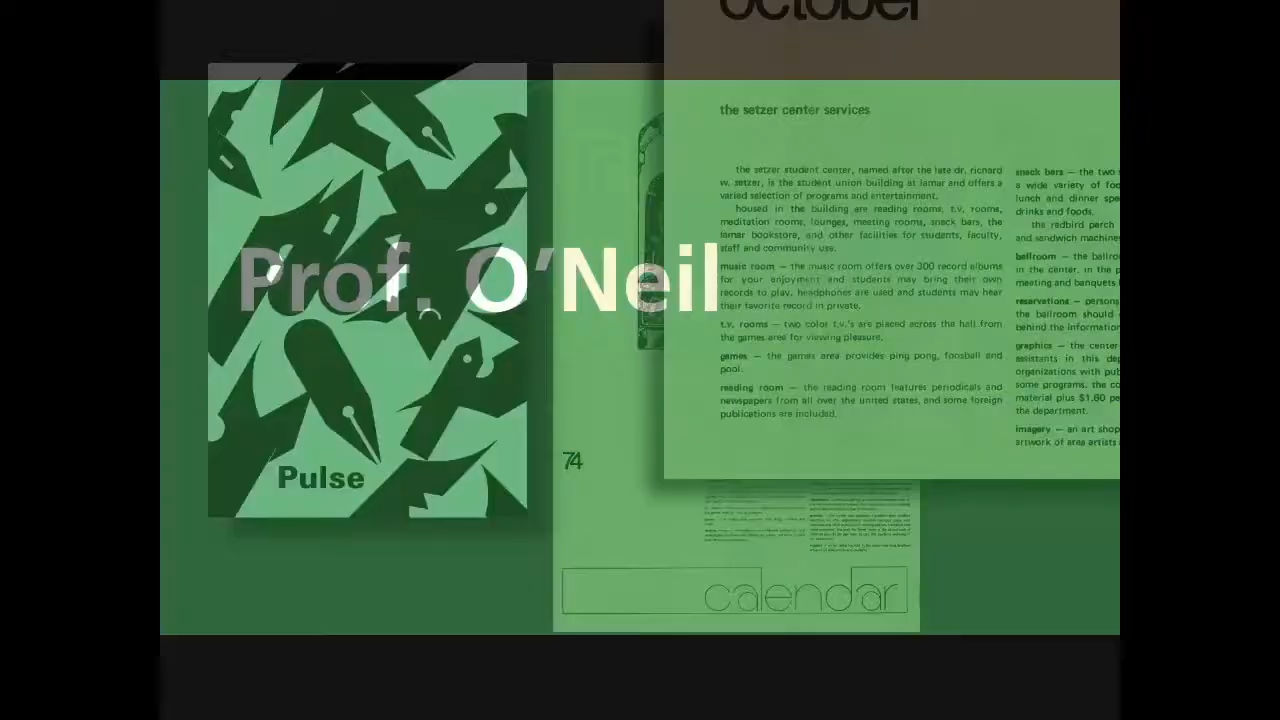 october
the setzer center services
the setzer student center, named after the late dr. richard
w. setzer, is the student union building at lamar and offers a
varied selection of programs and entertainment.
housed in the building are reading rooms, t.v. rooms,
meditation rooms, lounges, meeting rooms, snack bars, the
lamar bookstore, and other facilities for students, faculty,
staff and community use.
music room — the music room offers over 300 record albums
for your enjoyment and students may bring their own
records to play. headphones are used and students may hear
their favorite record in private.
t.v. rooms — two color t.v.'s are placed across the hall from
the games area for viewing pleasure.
games — the games area provides ping pong, foosball and
pool.
reading room — the reading room features periodicals and
newspapers from all over the united states, and some foreign
publications are included.
snack bars — the two
a wide variety of foo
lunch and dinner spe
drinks and foods.
the redbird perch
and sandwich machine
ballroom — the ballro
in the center. in the p
meeting and banquets
reservations — persons
the ballroom should
behind the information
graphics — the center
assistants in this dep
organizations with pub
some programs. the co
material plus $1.60 pe
the department.
imagery — an art shop
artwork of area artists
Prof. O’Neil
Pulse
74
calendar